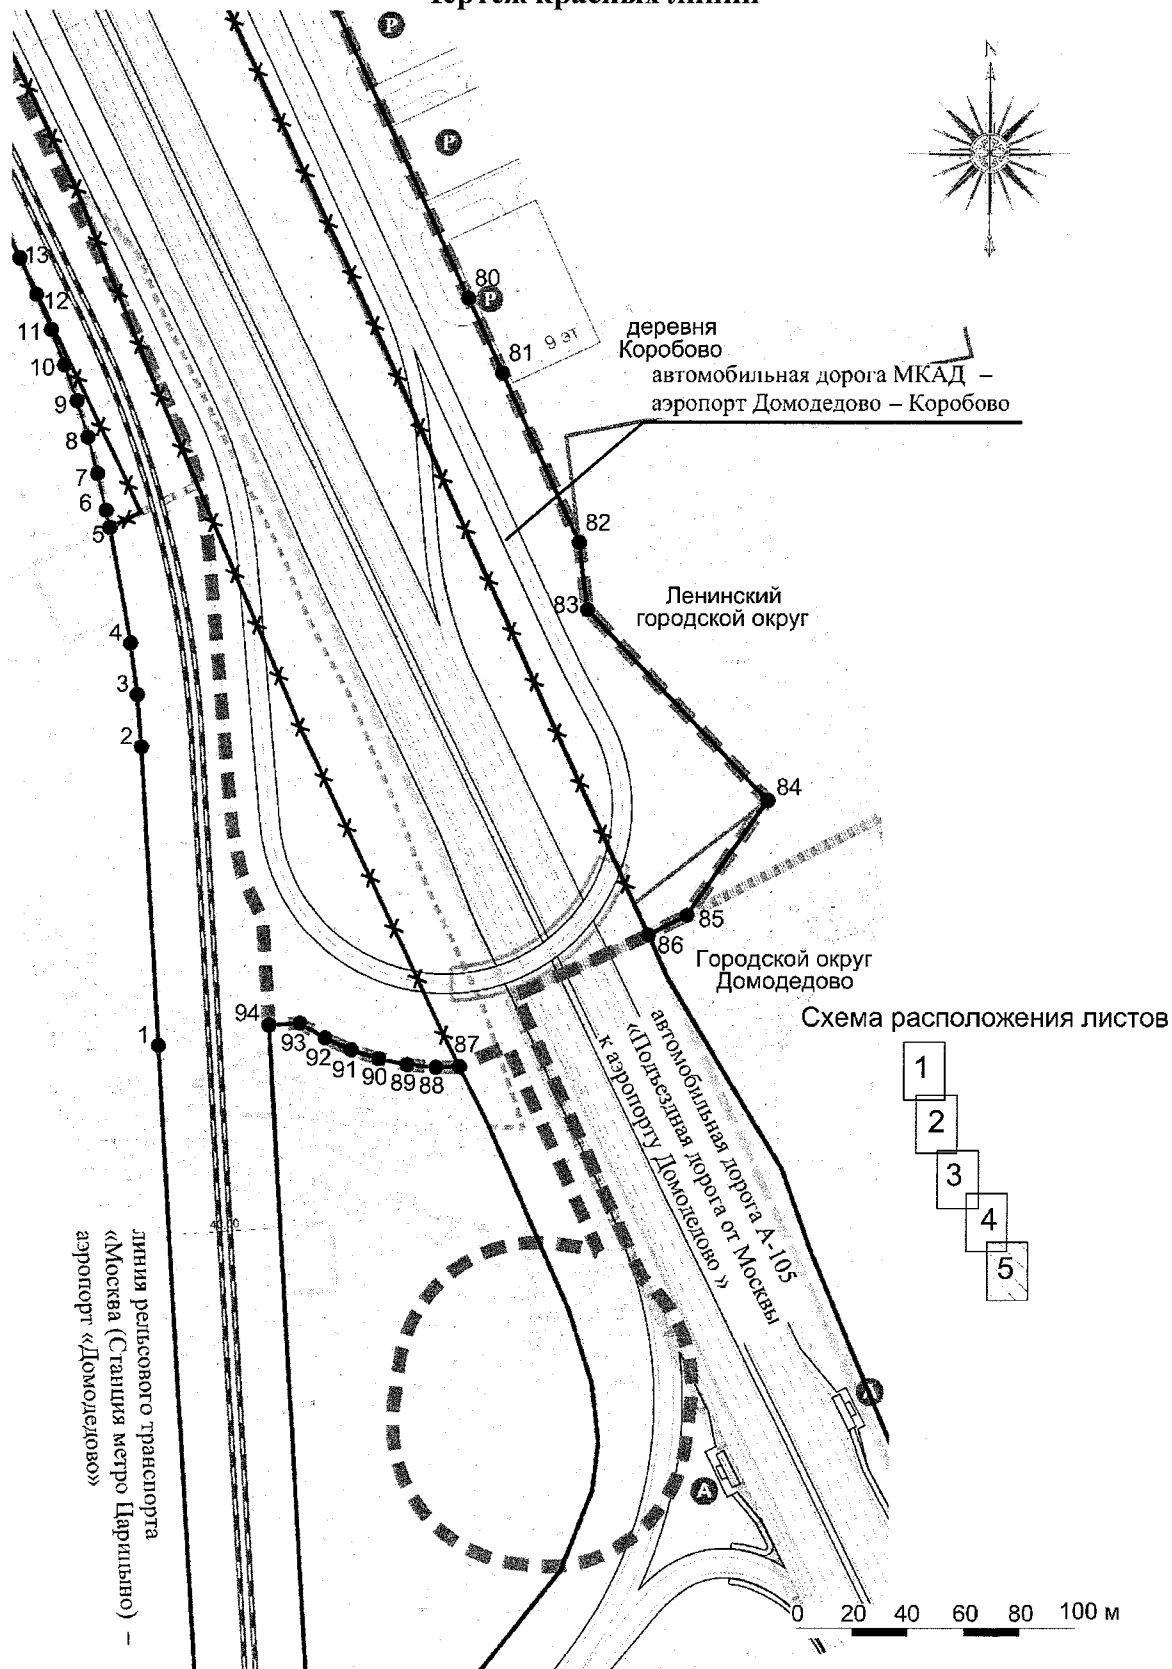 Чертеж красных линий
P
P
N
13
12
11
10
9
8
7
6
5
4
3
2
1
80
P
81
9 эт
82
83
84
85
86
деревня
Коробово
автомобильная дорога МКАД –
аэропорт Домодедово – Коробово
Ленинский
городской округ
Городской округ
Домодедово
94
93
92
91
90
89
88
87
автомобильная дорога А-105
«Подъездная дорога от Москвы
к аэропорту Домодедово »
Схема расположения листов
1
2
3
4
5
линия рельсового транспорта
«Москва (Станция метро Царицыно) –
аэропорт «Домодедово»
А
А
0 20 40 60 80 100 м